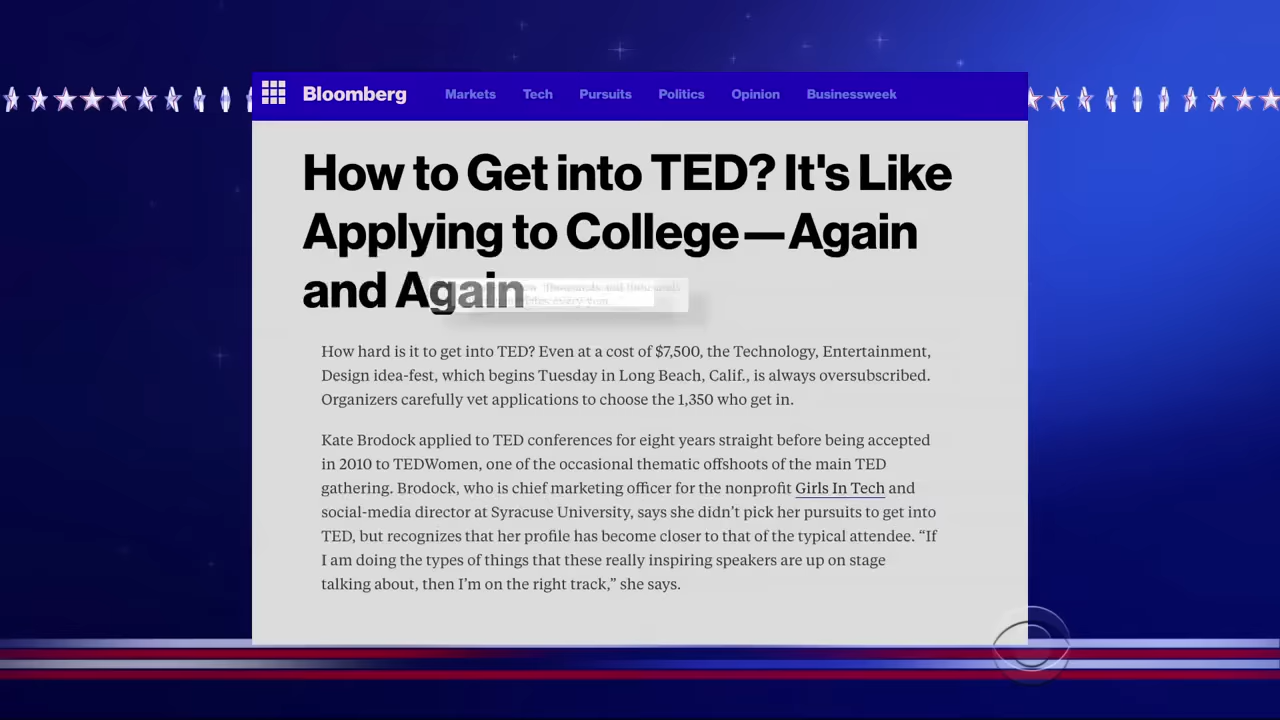 Bloomberg Markets Tech Pursuits Politics Opinion Businessweek
How to Get into TED? It's Like
Applying to College—Again
and Again
How hard is it to get into TED? Even at a cost of $7,500, the Technology, Entertainment,
Design idea-fest, which begins Tuesday in Long Beach, Calif., is always oversubscribed.
Organizers carefully vet applications to choose the 1,350 who get in.
Kate Brodock applied to TED conferences for eight years straight before being accepted
in 2010 to TEDWomen, one of the occasional thematic offshoots of the main TED
gathering. Brodock, who is chief marketing officer for the nonprofit Girls In Tech and
social-media director at Syracuse University, says she didn’t pick her pursuits to get into
TED, but recognizes that her profile has become closer to that of the typical attendee. “If
I am doing the types of things that these really inspiring speakers are up on stage
talking about, then I’m on the right track,” she says.